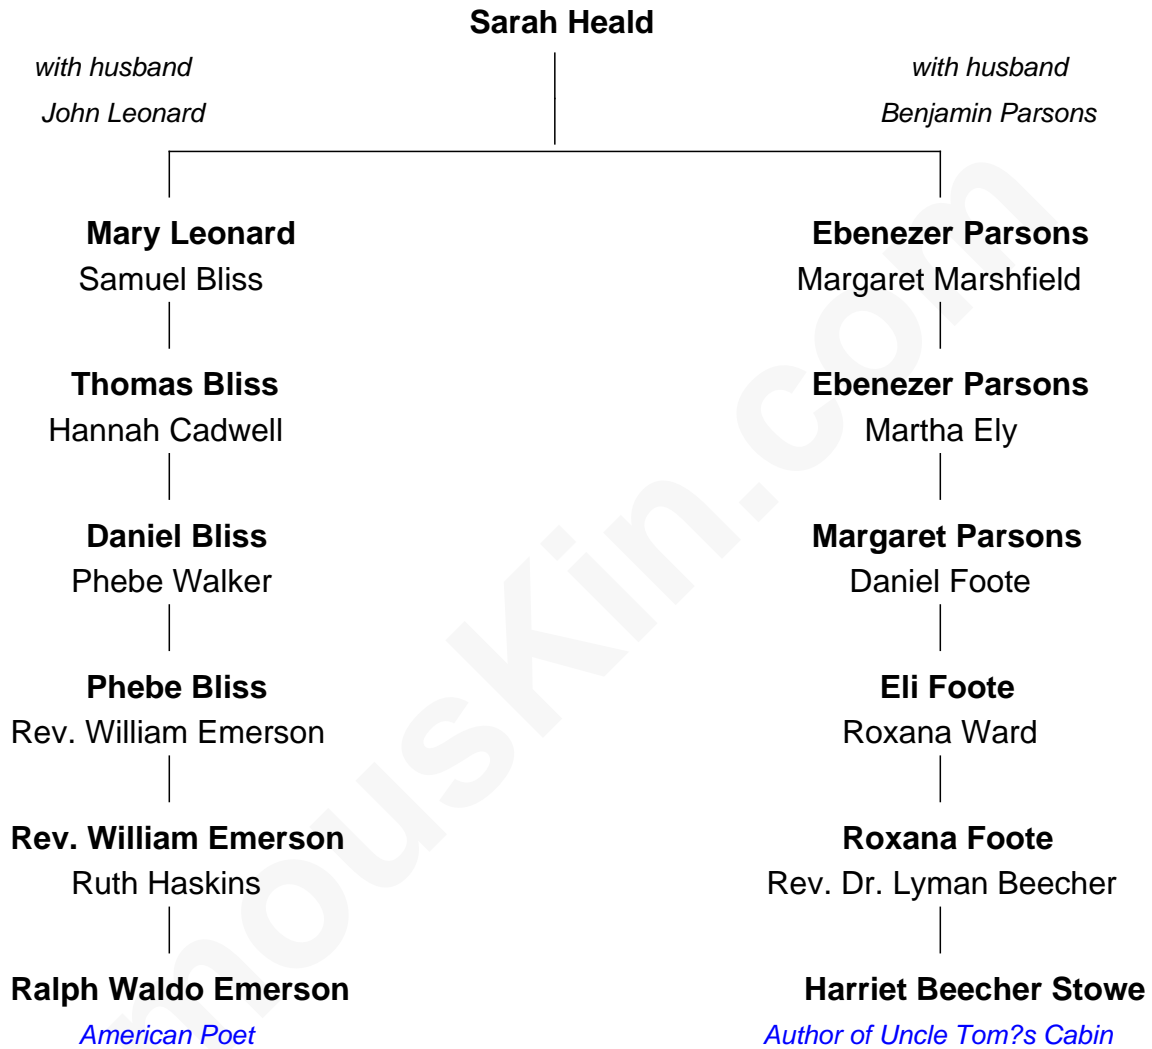 Sarah Heald
with husband
John Leonard
with husband
Benjamin Parsons
Mary Leonard
Samuel Bliss
Ebenezer Parsons
Margaret Marshfield
Thomas Bliss
Hannah Cadwell
Ebenezer Parsons
Martha Ely
Daniel Bliss
Phebe Walker
Margaret Parsons
Daniel Foote
Phebe Bliss
Rev. William Emerson
Eli Foote
Roxana Ward
Rev. William Emerson
Ruth Haskins
Roxana Foote
Rev. Dr. Lyman Beecher
Ralph Waldo Emerson
American Poet
Harriet Beecher Stowe
Author of Uncle Tom?s Cabin
mouskin.com